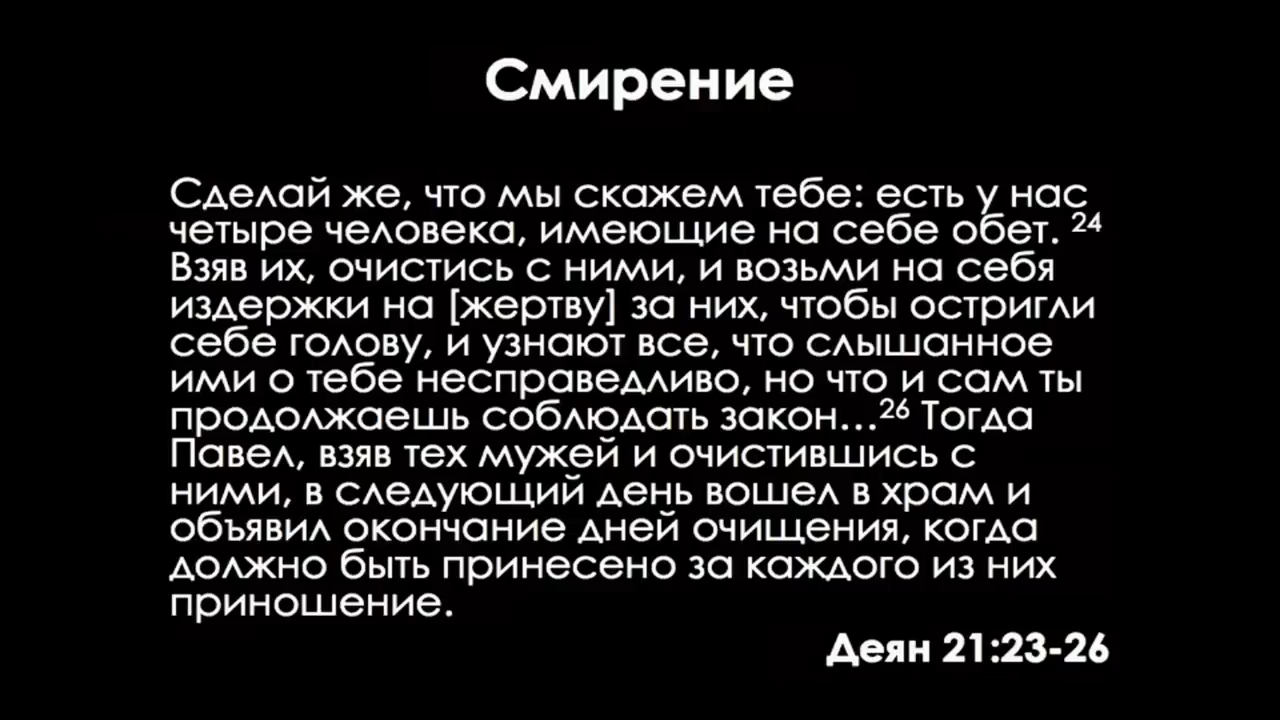 Смирение
Сделай же, что мы скажем тебе: есть у нас
четыре человека, имеющие на себе обет. 24
Взяв их, очистись с ними, и возьми на себя
издержки на [жертву] за них, чтобы остригли
себе голову, и узнают все, что слышанное
ими о тебе несправедливо, но что и сам ты
продолжаешь соблюдать закон...26 Тогда
Павел, взяв тех мужей и очистившись с
ними, в следующий день вошел в храм и
объявил окончание дней очищения, когда
должно быть принесено за каждого из них
приношение.
Деян 21:23-26